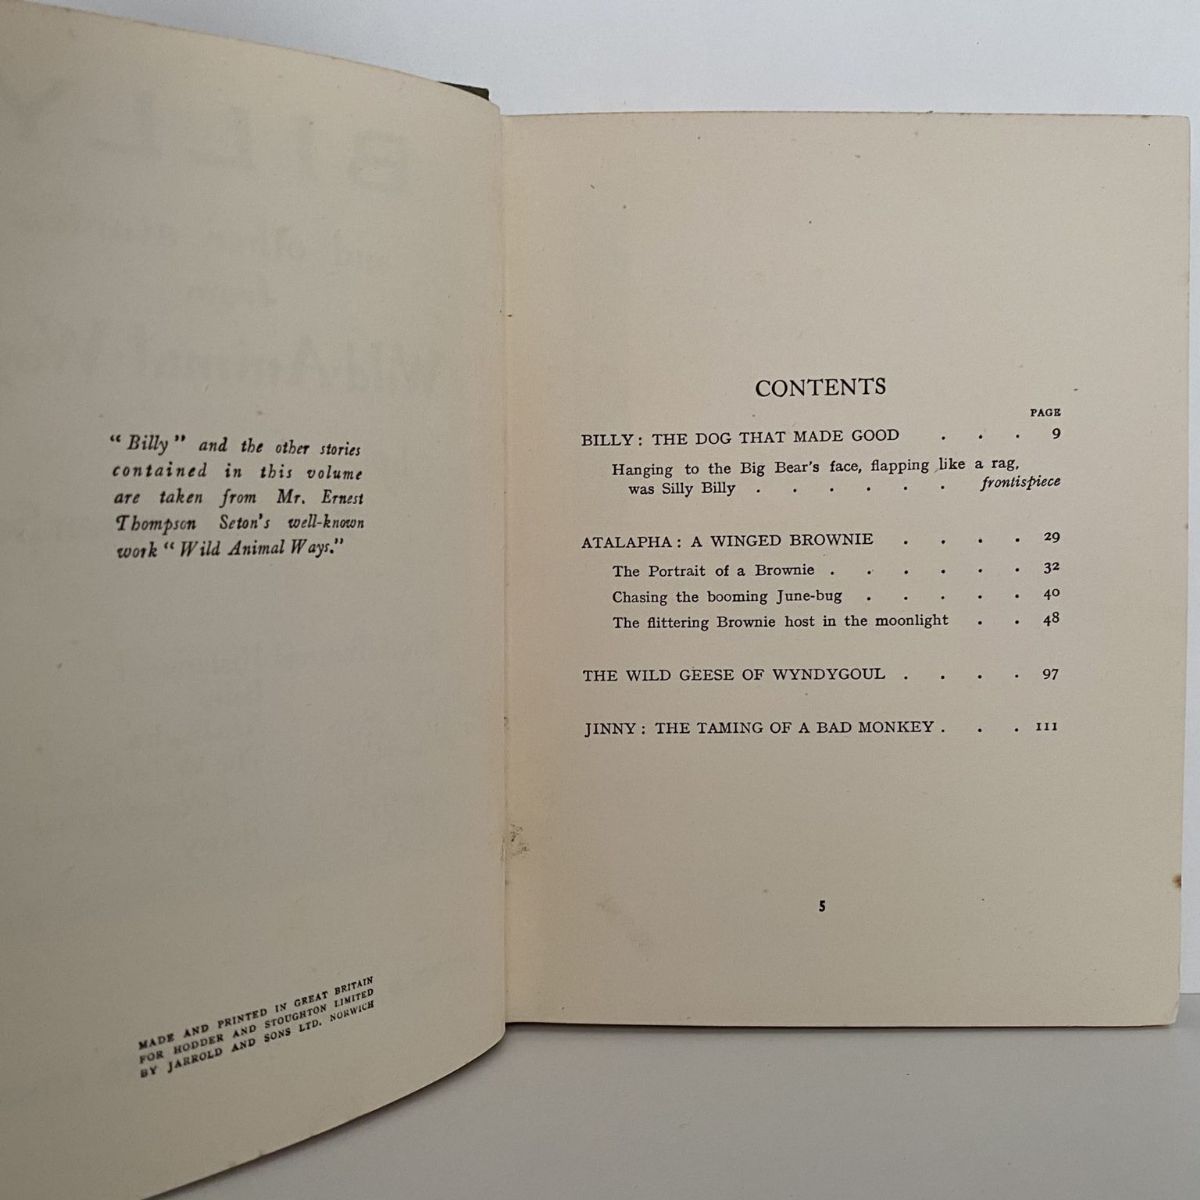 "Billy" and the other stories
contained in this volume
are taken from Mr. Ernest
Thompson Seton's well-known
work "Wild Animal Ways."
MADE AND PRINTED IN GREAT BRITAIN
FOR HODDER AND STOUGHTON LIMITED
BY JARROLD AND SONS LTD. NORWICH
CONTENTS
PAGE
BILLY: THE DOG THAT MADE GOOD . . . 9
Hanging to the Big Bear's face, flapping like a rag,
was Silly Billy . . . . . . frontispiece
ATALAPHA: A WINGED BROWNIE . . . . 29
The Portrait of a Brownie . . . . . . 32
Chasing the booming June-bug . . . . . 40
The flittering Brownie host in the moonlight . . 48
THE WILD GEESE OF WYNDYGOUL . . . . 97
JINNY: THE TAMING OF A BAD MONKEY . . . 111
5